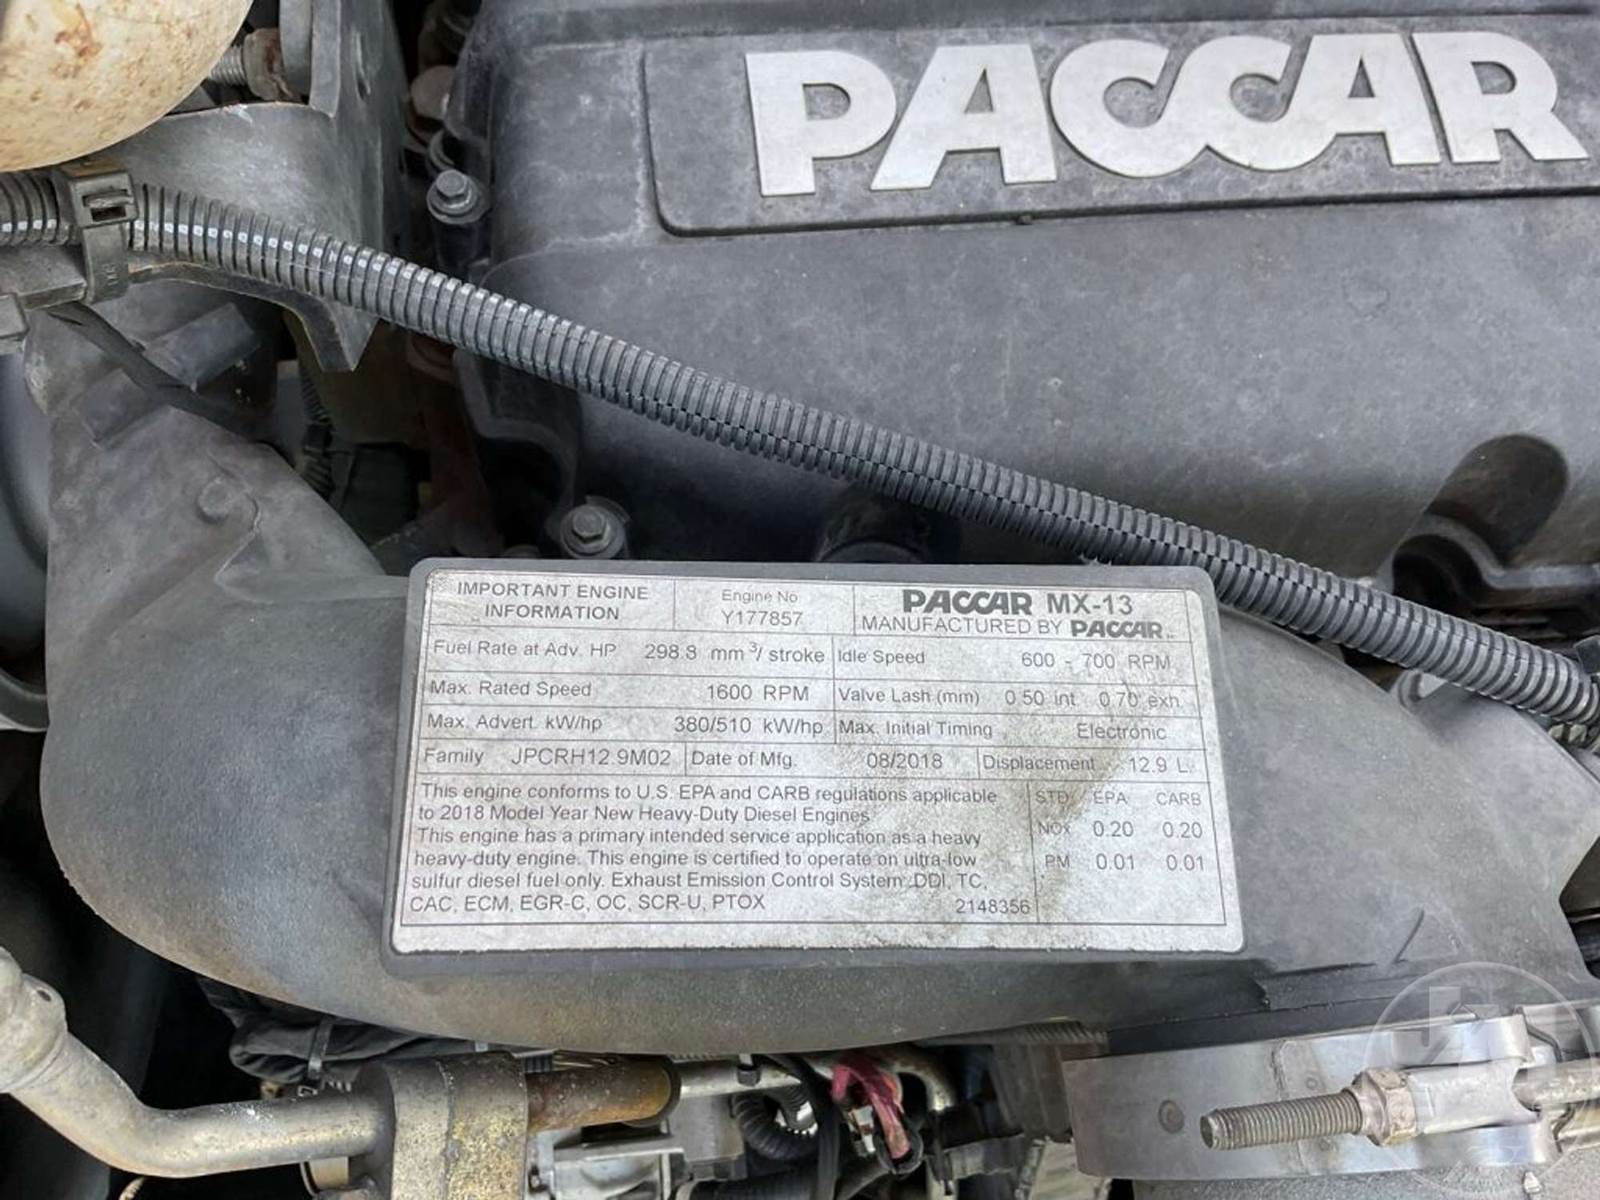 PACCAR
IMPORTANT ENGINE INFORMATION
Engine No
Y177857
PACCAR MX-13
MANUFACTURED BY PACCAR
Fuel Rate at Adv. HP 298.8 mm³/ stroke
Idle Speed 600 - 700 RPM
Max. Rated Speed 1600 RPM
Valve Lash (mm) 0.50 int. 0.70 exh.
Max. Advert. kW/hp 380/510 kW/hp
Max. Initial Timing Electronic
Family JPCRH12.9M02
Date of Mfg. 08/2018
Displacement 12.9 L.
This engine conforms to U.S. EPA and CARB regulations applicable
to 2018 Model Year New Heavy-Duty Diesel Engines.
This engine has a primary intended service application as a heavy
heavy-duty engine. This engine is certified to operate on ultra-low
sulfur diesel fuel only. Exhaust Emission Control System: DDI, TC,
CAC, ECM, EGR-C, OC, SCR-U, PTOX 2148356
STD EPA CARB
NOx 0.20 0.20
PM 0.01 0.01